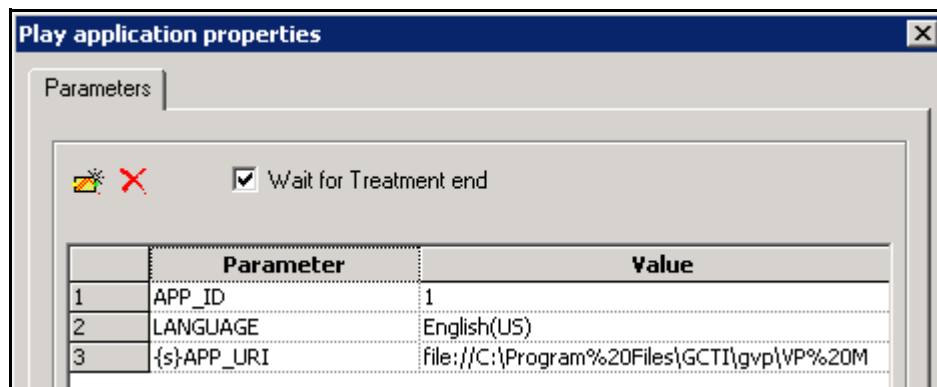 Play application properties
Parameters
Wait for Treatment end
Parameter Value
1 APP_ID 1
2 LANGUAGE English(US)
3 {s}APP_URI file://C:\Program%20Files\GCTI\gvp\VP%20M